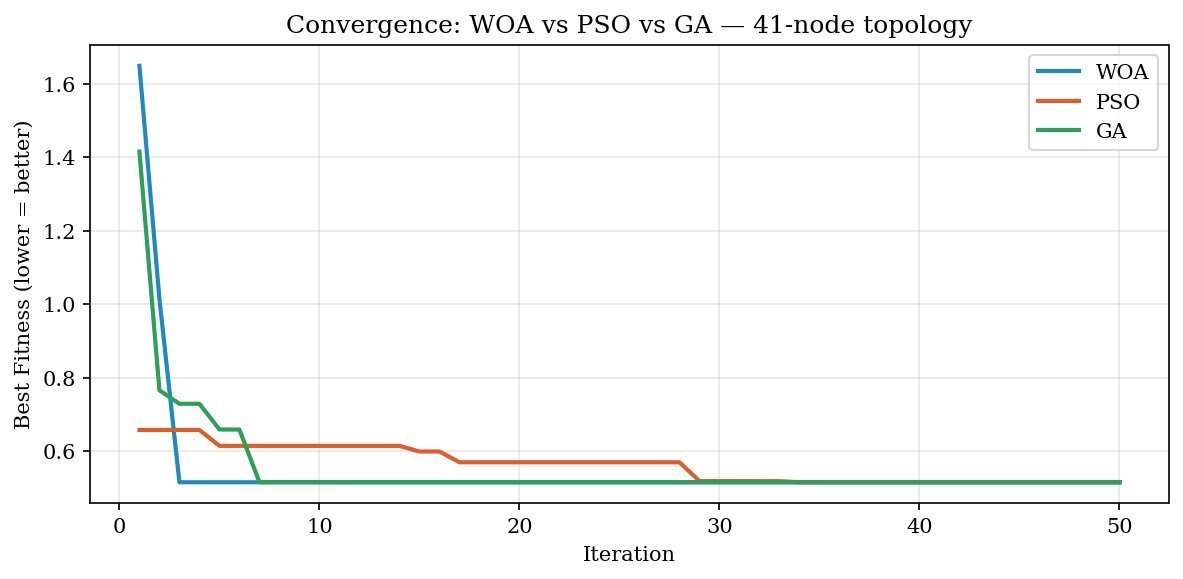 Convergence: WOA vs PSO vs GA — 41-node topology
WOA
PSO
GA
Best Fitness (lower = better)
1.6
1.4
1.2
1.0
0.8
0.6
0 10 20 30 40 50
Iteration